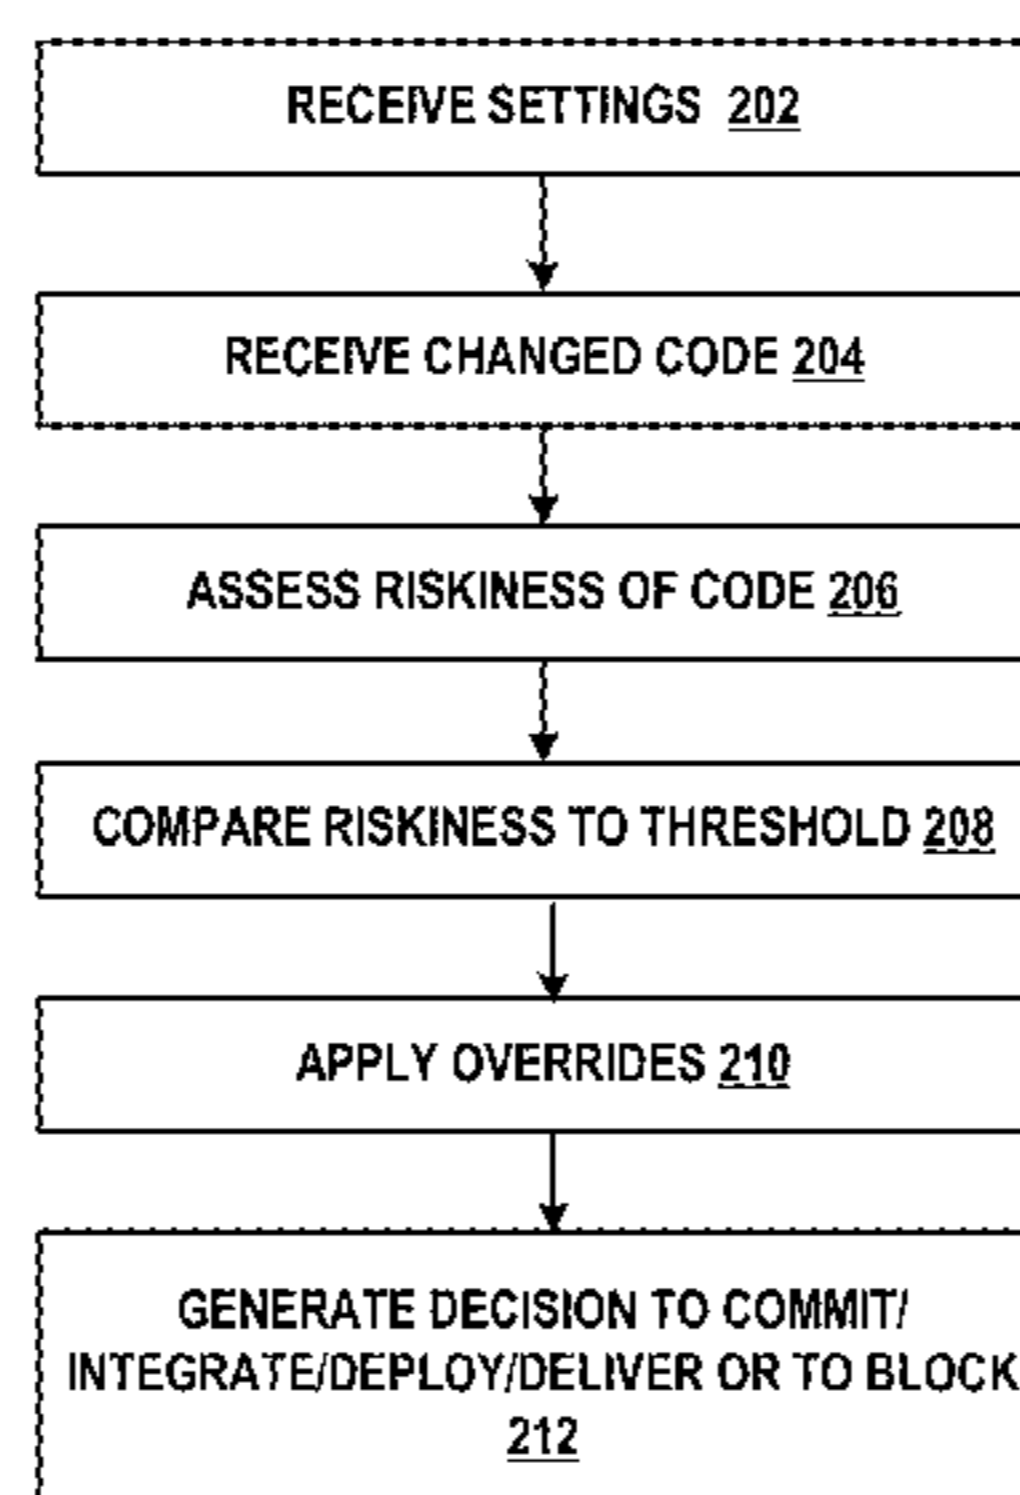 RECEIVE SETTINGS 202
RECEIVE CHANGED CODE 204
ASSESS RISKINESS OF CODE 206
COMPARE RISKINESS TO THRESHOLD 208
APPLY OVERRIDES 210
GENERATE DECISION TO COMMIT/
INTEGRATE/DEPLOY/DELIVER OR TO BLOCK
212